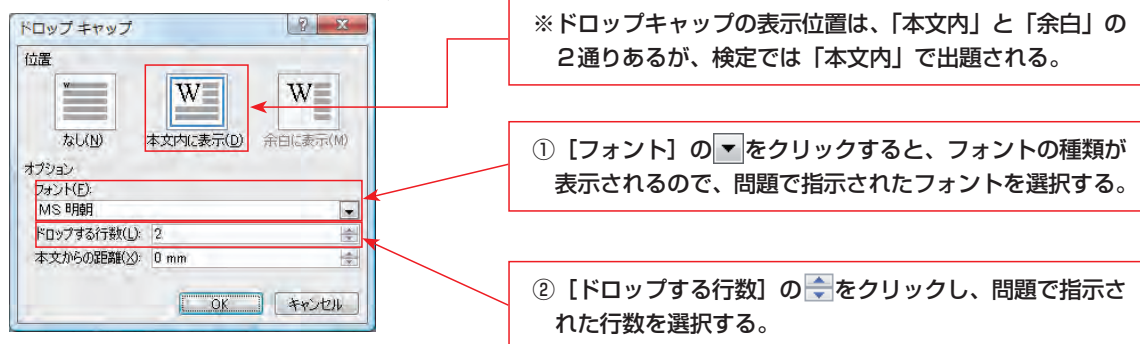 ドロップ キャップ
位置
W
W
W
なし(N)
本文内に表示(D)
余白に表示(M)
オプション
フォント(F):
MS 明朝
ドロップする行数(L):
2
本文からの距離(X):
0 mm
OK
キャンセル
※ドロップキャップの表示位置は、「本文内」と「余白」の
２通りあるが、検定では「本文内」で出題される。
①［フォント］の▼をクリックすると、フォントの種類が
表示されるので、問題で指示されたフォントを選択する。
②［ドロップする行数］のをクリックし、問題で指示さ
れた行数を選択する。